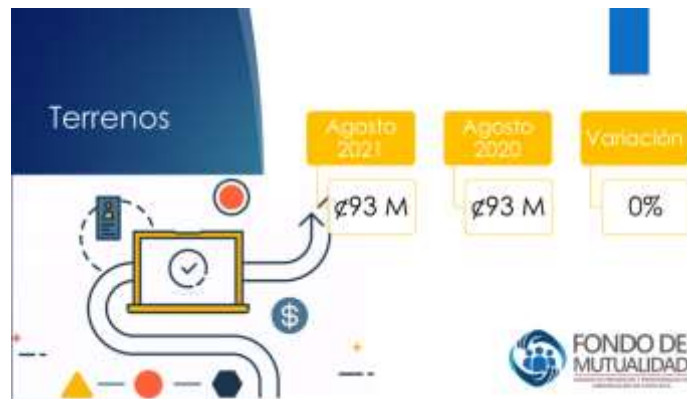 Terrenos
Agosto
2021
Agosto
2020
Variación
₡93 M
₡93 M
0%
$
FONDO DE
MUTUALIDAD